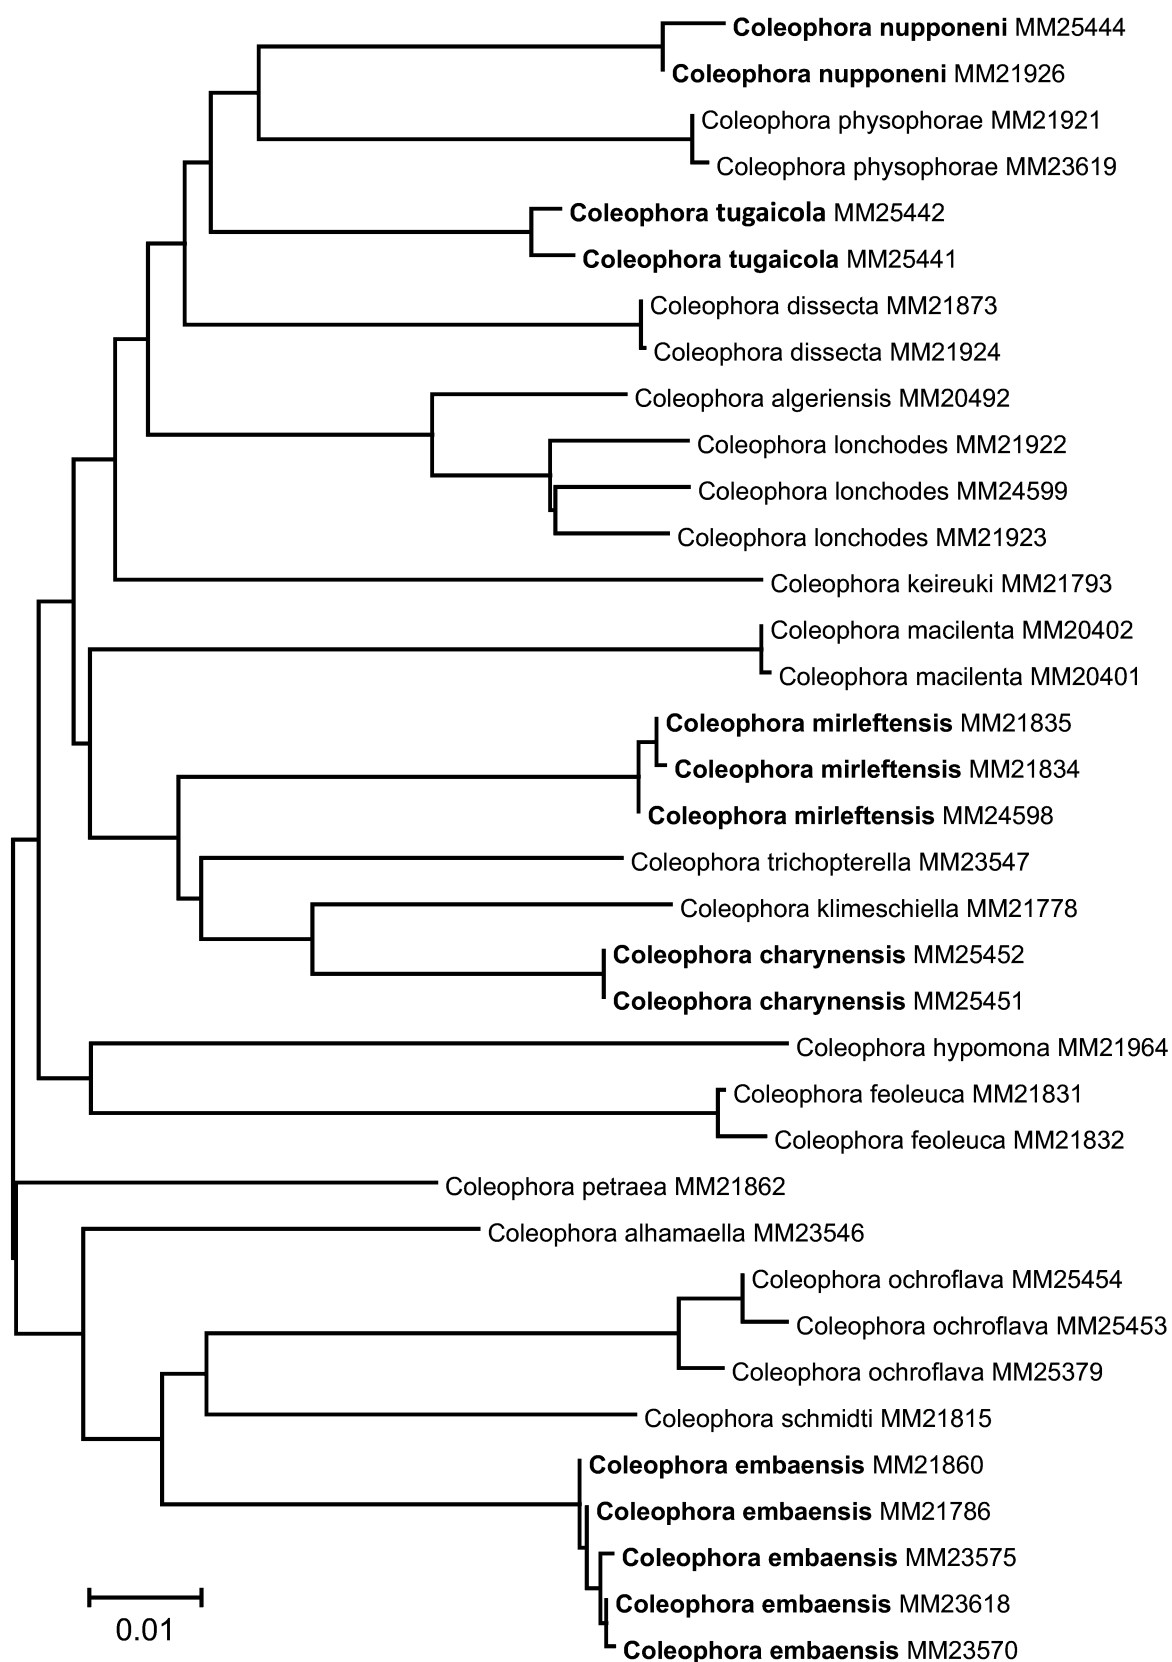 Coleophora nupponeni MM25444
Coleophora nupponeni MM21926
Coleophora physophorae MM21921
Coleophora physophorae MM23619
Coleophora tugaicola MM25442
Coleophora tugaicola MM25441
Coleophora dissecta MM21873
Coleophora dissecta MM21924
Coleophora algeriensis MM20492
Coleophora lonchodes MM21922
Coleophora lonchodes MM24599
Coleophora lonchodes MM21923
Coleophora keireuki MM21793
Coleophora macilenta MM20402
Coleophora macilenta MM20401
Coleophora mirleftensis MM21835
Coleophora mirleftensis MM21834
Coleophora mirleftensis MM24598
Coleophora trichopterella MM23547
Coleophora klimeschiella MM21778
Coleophora charynensis MM25452
Coleophora charynensis MM25451
Coleophora hypomona MM21964
Coleophora feoleuca MM21831
Coleophora feoleuca MM21832
Coleophora petraea MM21862
Coleophora alhamaella MM23546
Coleophora ochroflava MM25454
Coleophora ochroflava MM25453
Coleophora ochroflava MM25379
Coleophora schmidti MM21815
Coleophora embaensis MM21860
Coleophora embaensis MM21786
Coleophora embaensis MM23575
Coleophora embaensis MM23618
Coleophora embaensis MM23570
0.01